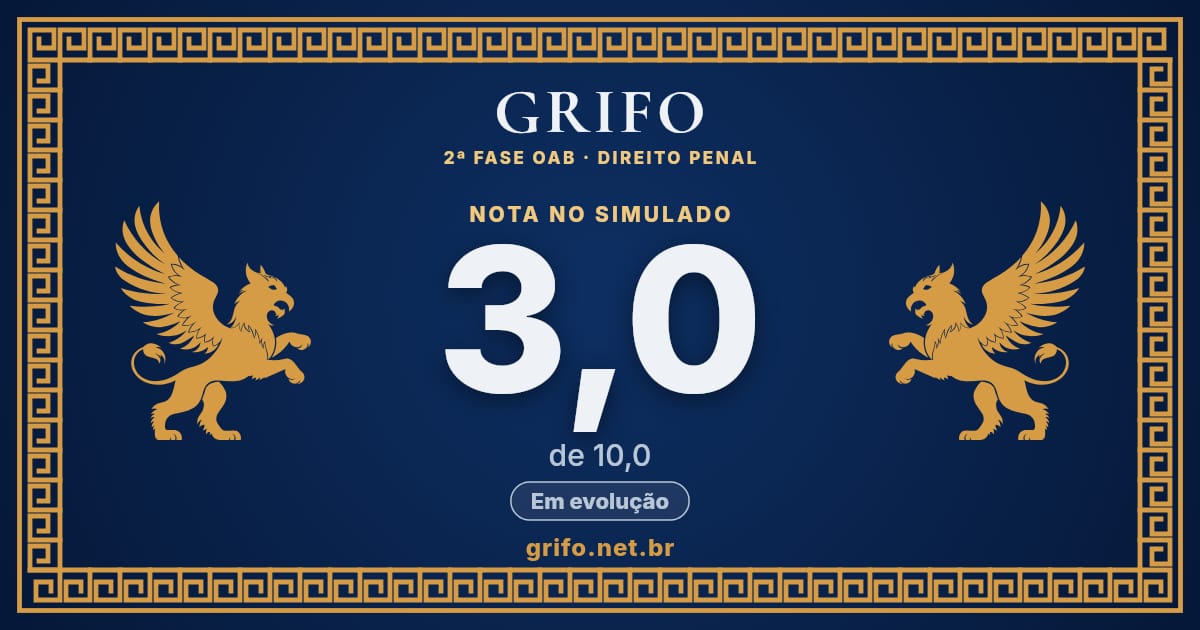 GRIFO
2ª FASE OAB · DIREITO PENAL
NOTA NO SIMULADO
3,0
de 10,0
Em evolução
grifo.net.br